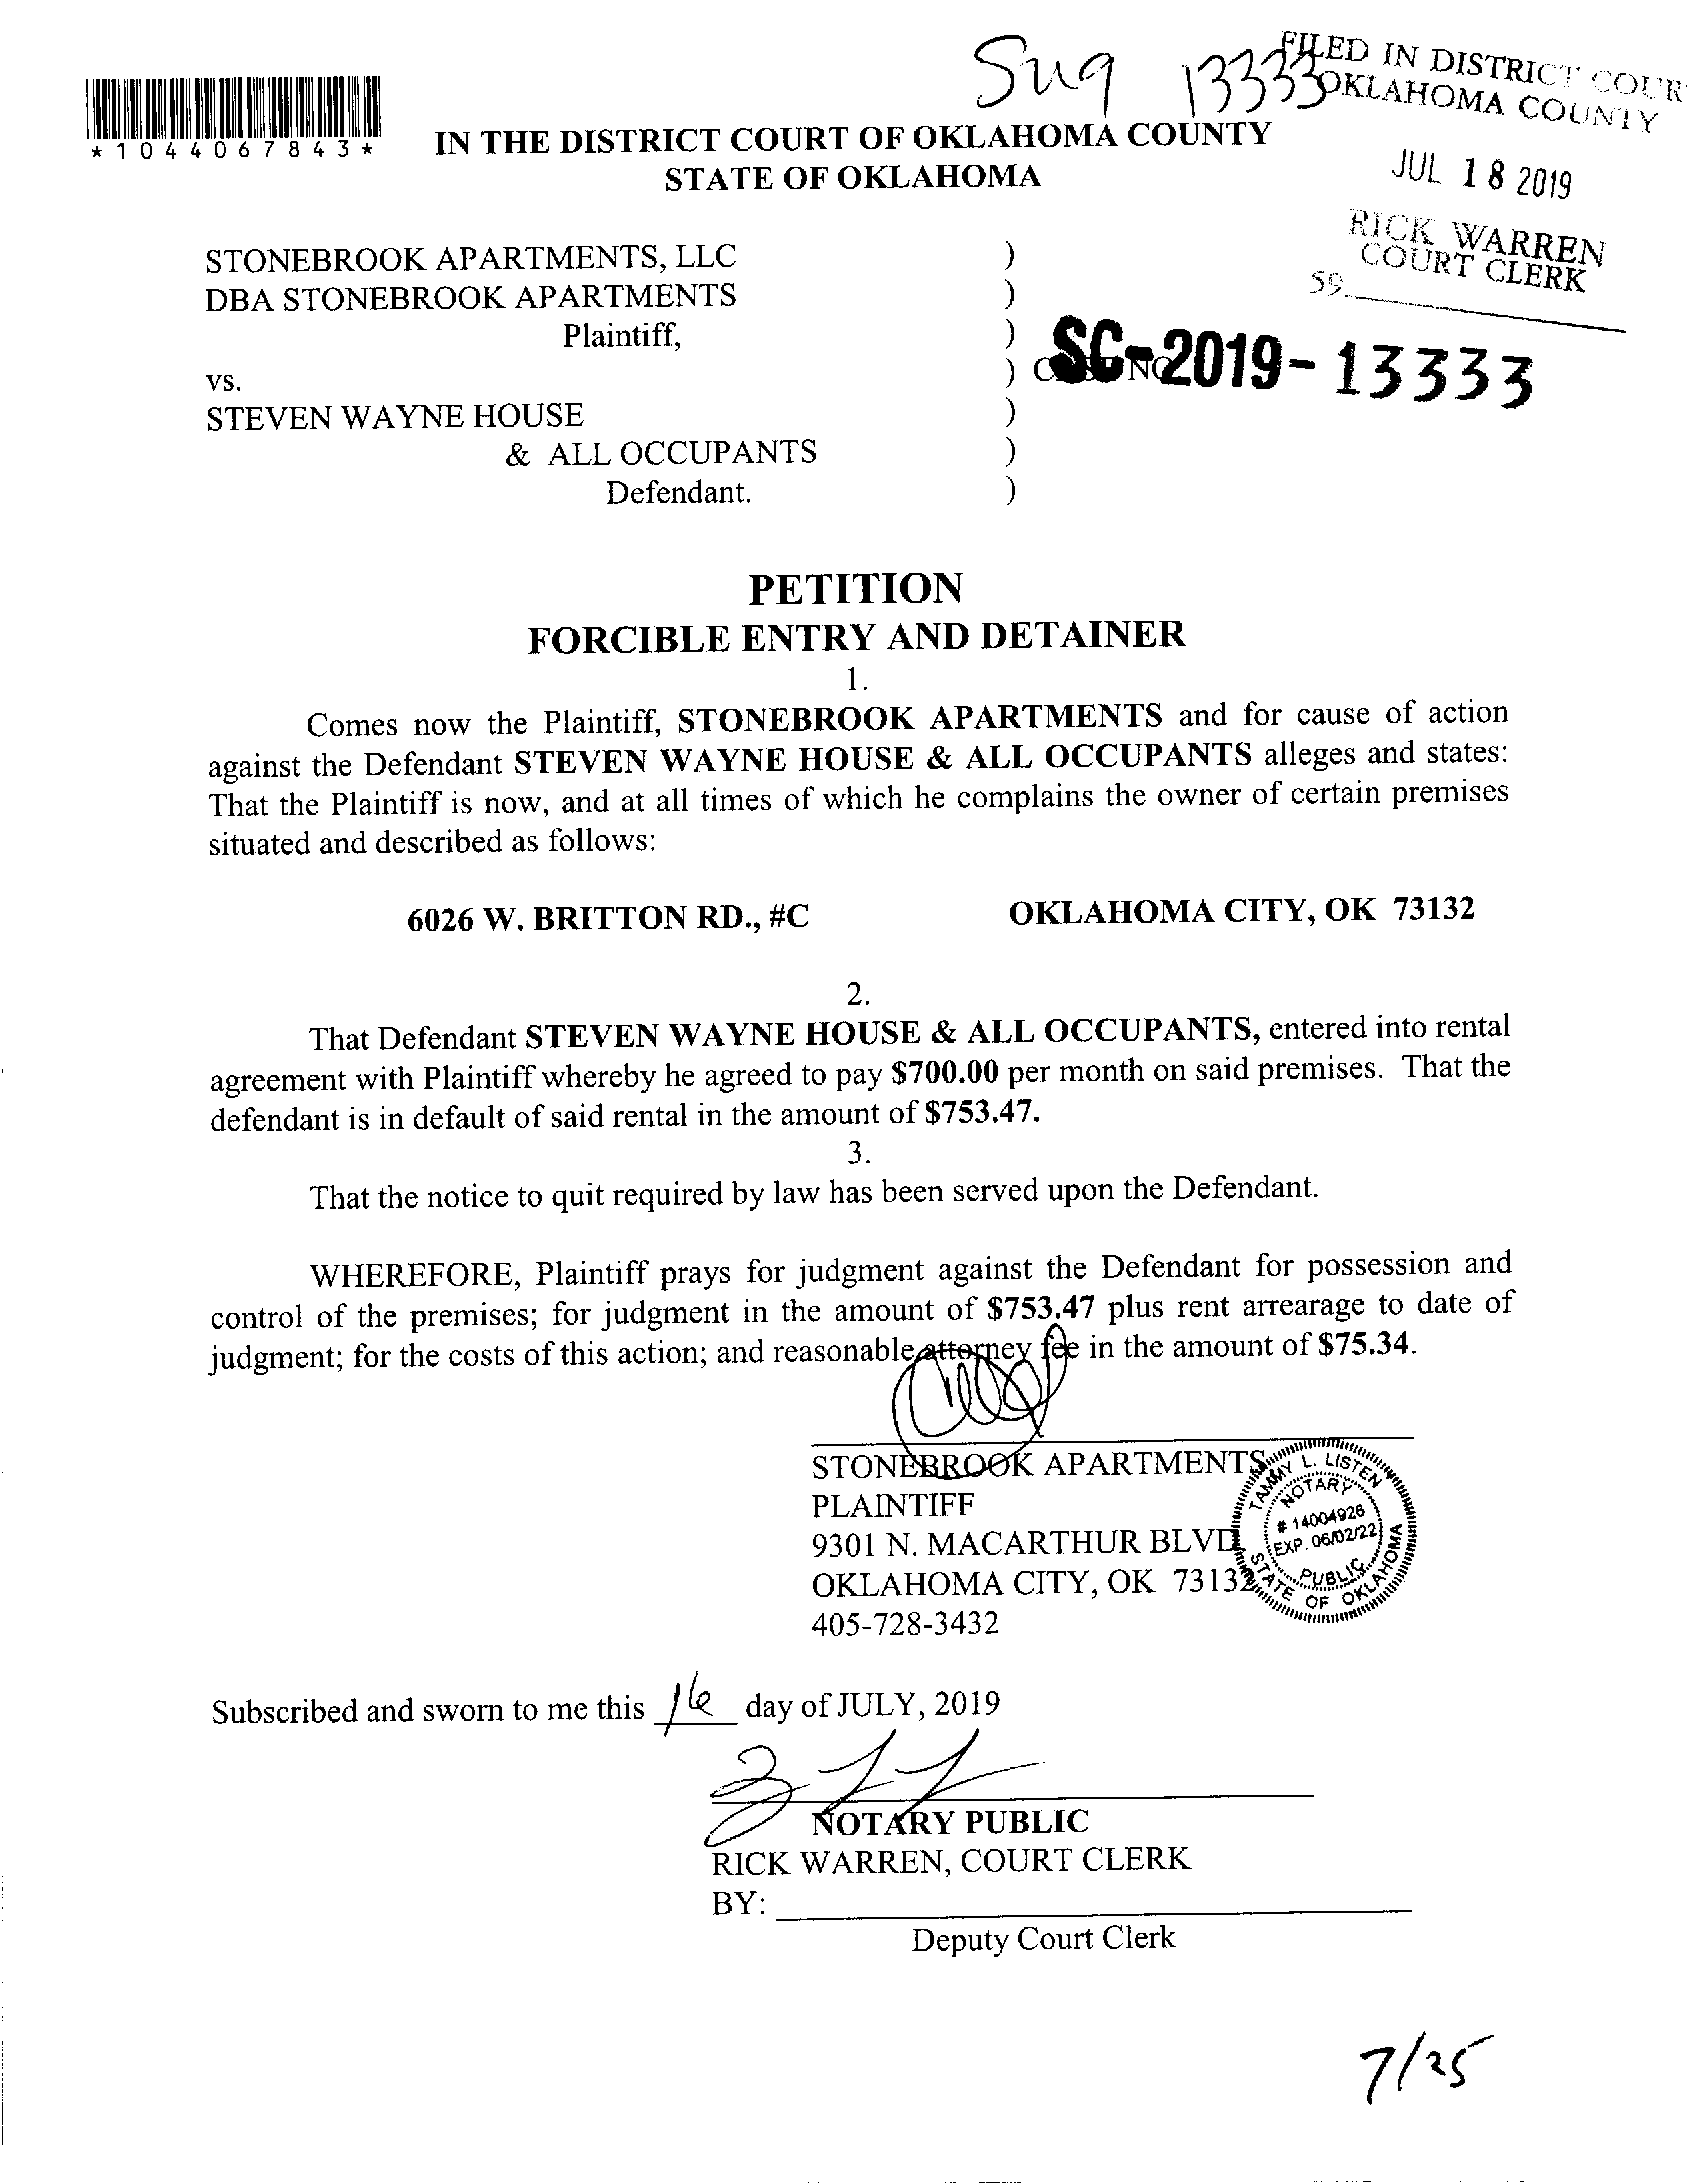 Sug 13333
FILED IN DISTRICT COUR
OKLAHOMA COUNTY
*1044067843*
IN THE DISTRICT COURT OF OKLAHOMA COUNTY
STATE OF OKLAHOMA
JUL 18 2019
RICK WARREN
COURT CLERK
59
STONEBROOK APARTMENTS, LLC )
DBA STONEBROOK APARTMENTS )
Plaintiff, )
vs. ) SC-2019-13333
STEVEN WAYNE HOUSE )
& ALL OCCUPANTS )
Defendant. )
PETITION
FORCIBLE ENTRY AND DETAINER
1.
Comes now the Plaintiff, STONEBROOK APARTMENTS and for cause of action
against the Defendant STEVEN WAYNE HOUSE & ALL OCCUPANTS alleges and states:
That the Plaintiff is now, and at all times of which he complains the owner of certain premises
situated and described as follows:
6026 W. BRITTON RD., #C OKLAHOMA CITY, OK 73132
2.
That Defendant STEVEN WAYNE HOUSE & ALL OCCUPANTS, entered into rental
agreement with Plaintiff whereby he agreed to pay $700.00 per month on said premises. That the
defendant is in default of said rental in the amount of $753.47.
3.
That the notice to quit required by law has been served upon the Defendant.
WHEREFORE, Plaintiff prays for judgment against the Defendant for possession and
control of the premises; for judgment in the amount of $753.47 plus rent arrearage to date of
judgment; for the costs of this action; and reasonable attorney fee in the amount of $75.34.
STONEBROOK APARTMENTS
PLAINTIFF
9301 N. MACARTHUR BLVD.
OKLAHOMA CITY, OK 73132
405-728-3432
TAMMY L. LISTEN
NOTARY
# 14004926
EXP. 06/02/22
PUBLIC
STATE OF OKLAHOMA
Subscribed and sworn to me this 16 day of JULY, 2019
NOTARY PUBLIC
RICK WARREN, COURT CLERK
BY:
Deputy Court Clerk
7/25